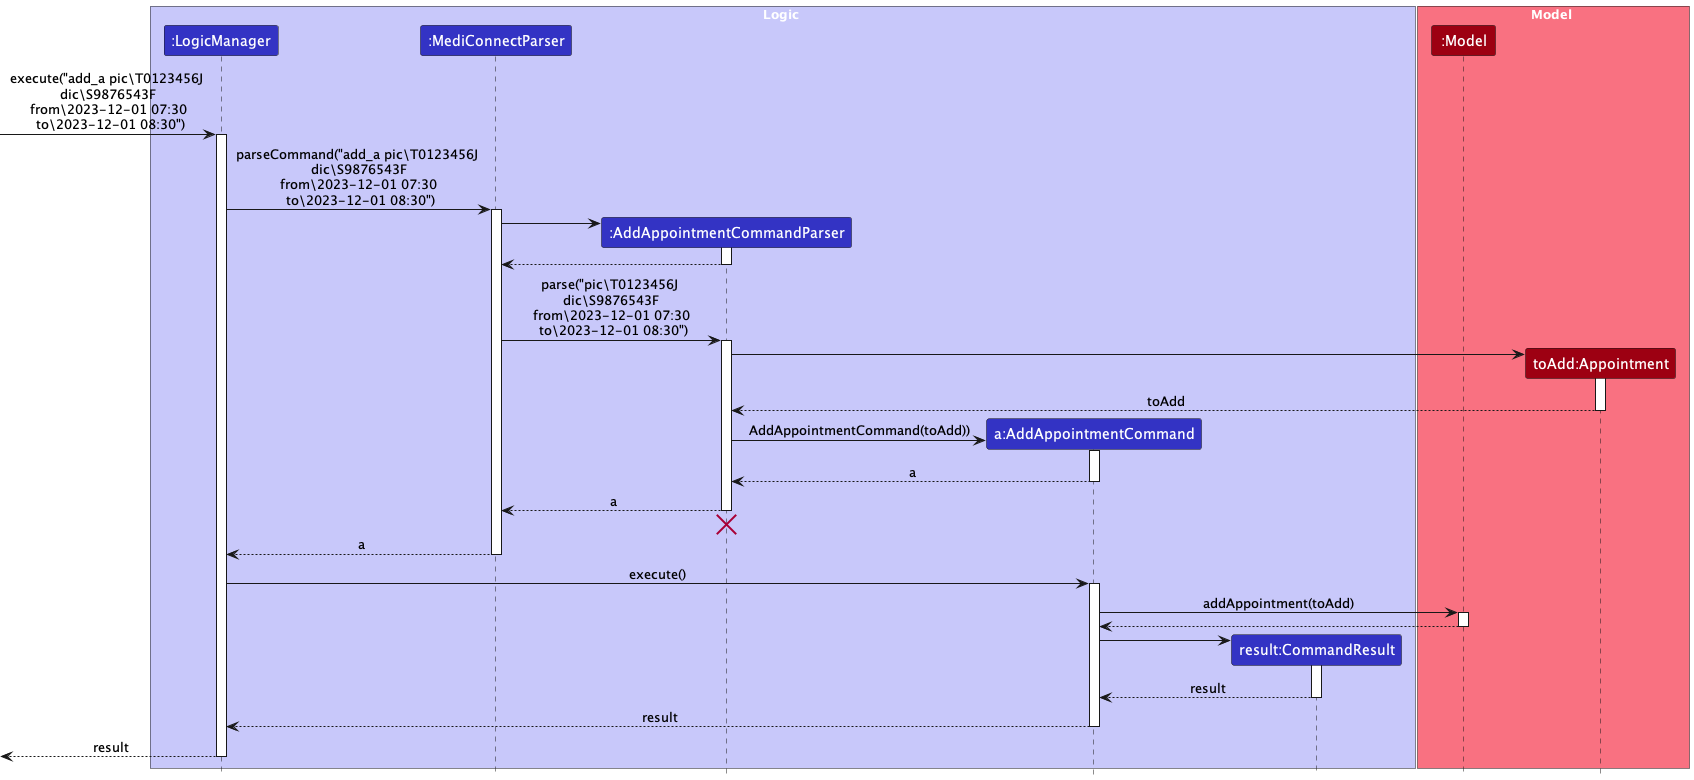 Logic
Model
:LogicManager
:MediConnectParser
:Model
execute("add_a pic\T0123456J
dic\S9876543F
from\2023-12-01 07:30
to\2023-12-01 08:30")
parseCommand("add_a pic\T0123456J
dic\S9876543F
from\2023-12-01 07:30
to\2023-12-01 08:30")
:AddAppointmentCommandParser
parse("pic\T0123456J
dic\S9876543F
from\2023-12-01 07:30
to\2023-12-01 08:30")
toAdd:Appointment
toAdd
AddAppointmentCommand(toAdd))
a:AddAppointmentCommand
a
a
a
execute()
addAppointment(toAdd)
result:CommandResult
result
result
result